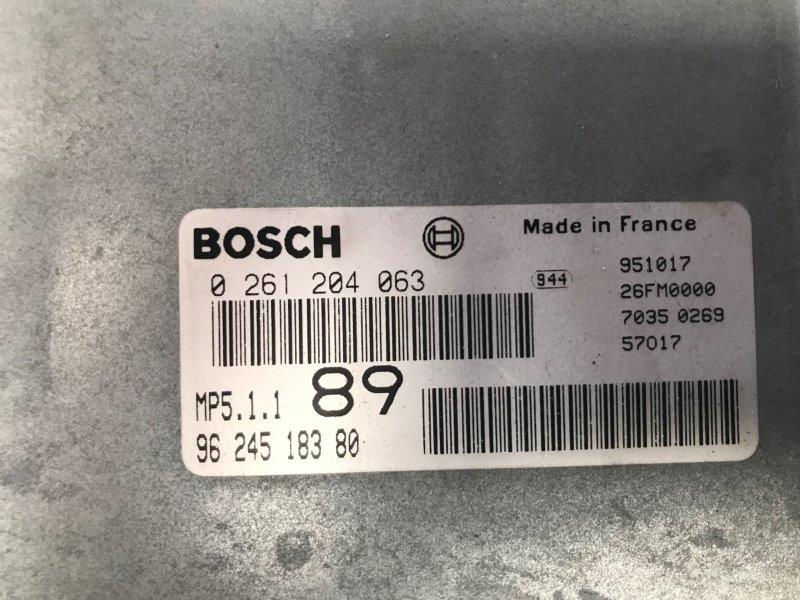 BOSCH
Made in France
0 261 204 063
944
951017
26FM0000
7035 0269
57017
MP5.1.1
89
96 245 183 80